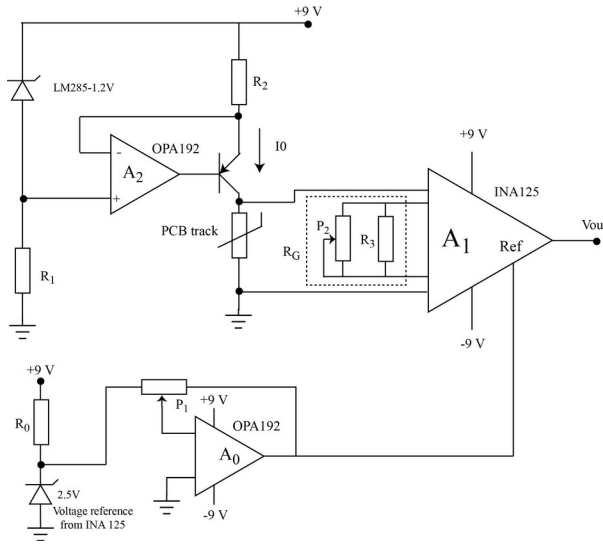 +9 V
LM285-1.2V
R2
OPA192
I0
-
A2
+
+9 V
INA125
PCB track
P2
R3
RG
A1
Ref
Vou
R1
-9 V
+9 V
R0
P1
+9 V
OPA192
A0
2.5V
Voltage reference
from INA 125
-9 V